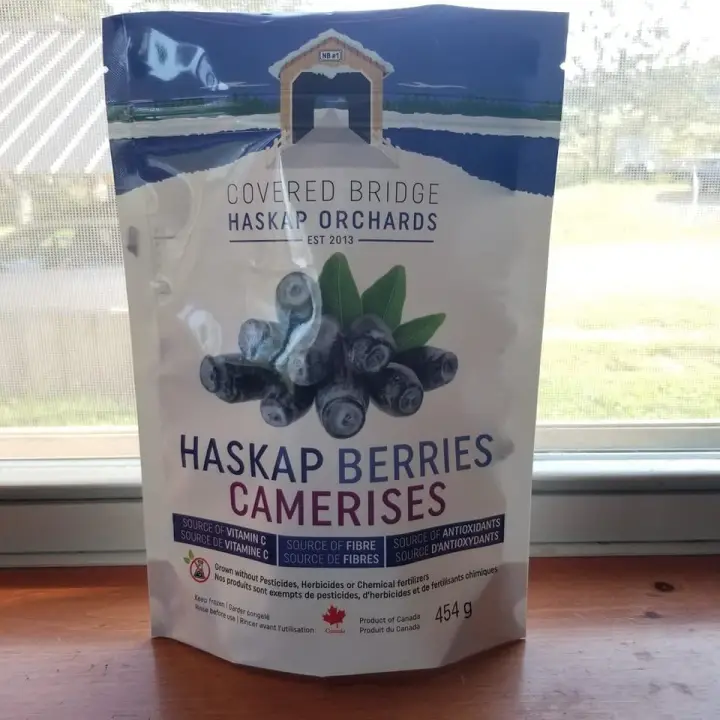 NB #1
COVERED BRIDGE
HASKAP ORCHARDS
EST 2013
HASKAP BERRIES
CAMERISES
SOURCE OF VITAMIN C
SOURCE DE VITAMINE C
SOURCE OF FIBRE
SOURCE DE FIBRES
SOURCE OF ANTIOXIDANTS
SOURCE D'ANTIOXYDANTS
Grown without Pesticides, Herbicides or Chemical fertilizers
Nos produits sont exempts de pesticides, d'herbicides et de fertilisants chimiques
Keep frozen / Garder congelé
Rinse before use | Rincer avant l'utilisation
Canada
Product of Canada
Produit du Canada
454 g